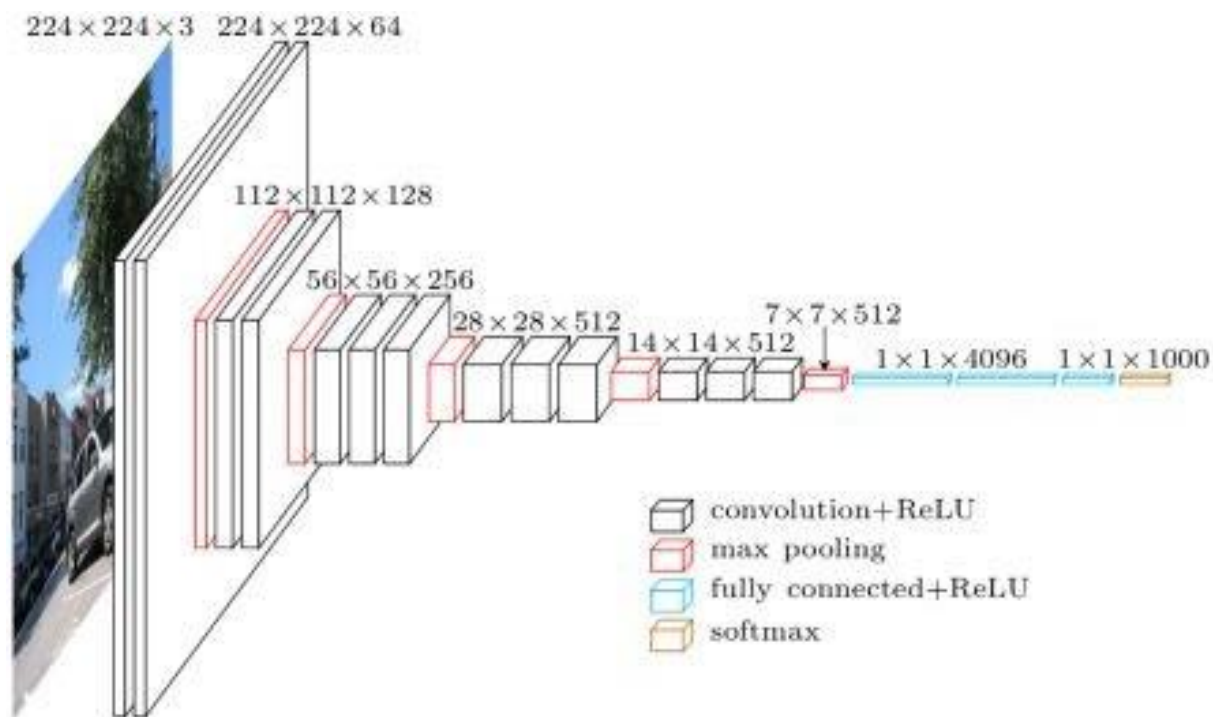 224 × 224 × 3
224 × 224 × 64
112 × 112 × 128
56 × 56 × 256
28 × 28 × 512
14 × 14 × 512
7 × 7 × 512
1 × 1 × 4096
1 × 1 × 1000
convolution+ReLU
max pooling
fully connected+ReLU
softmax